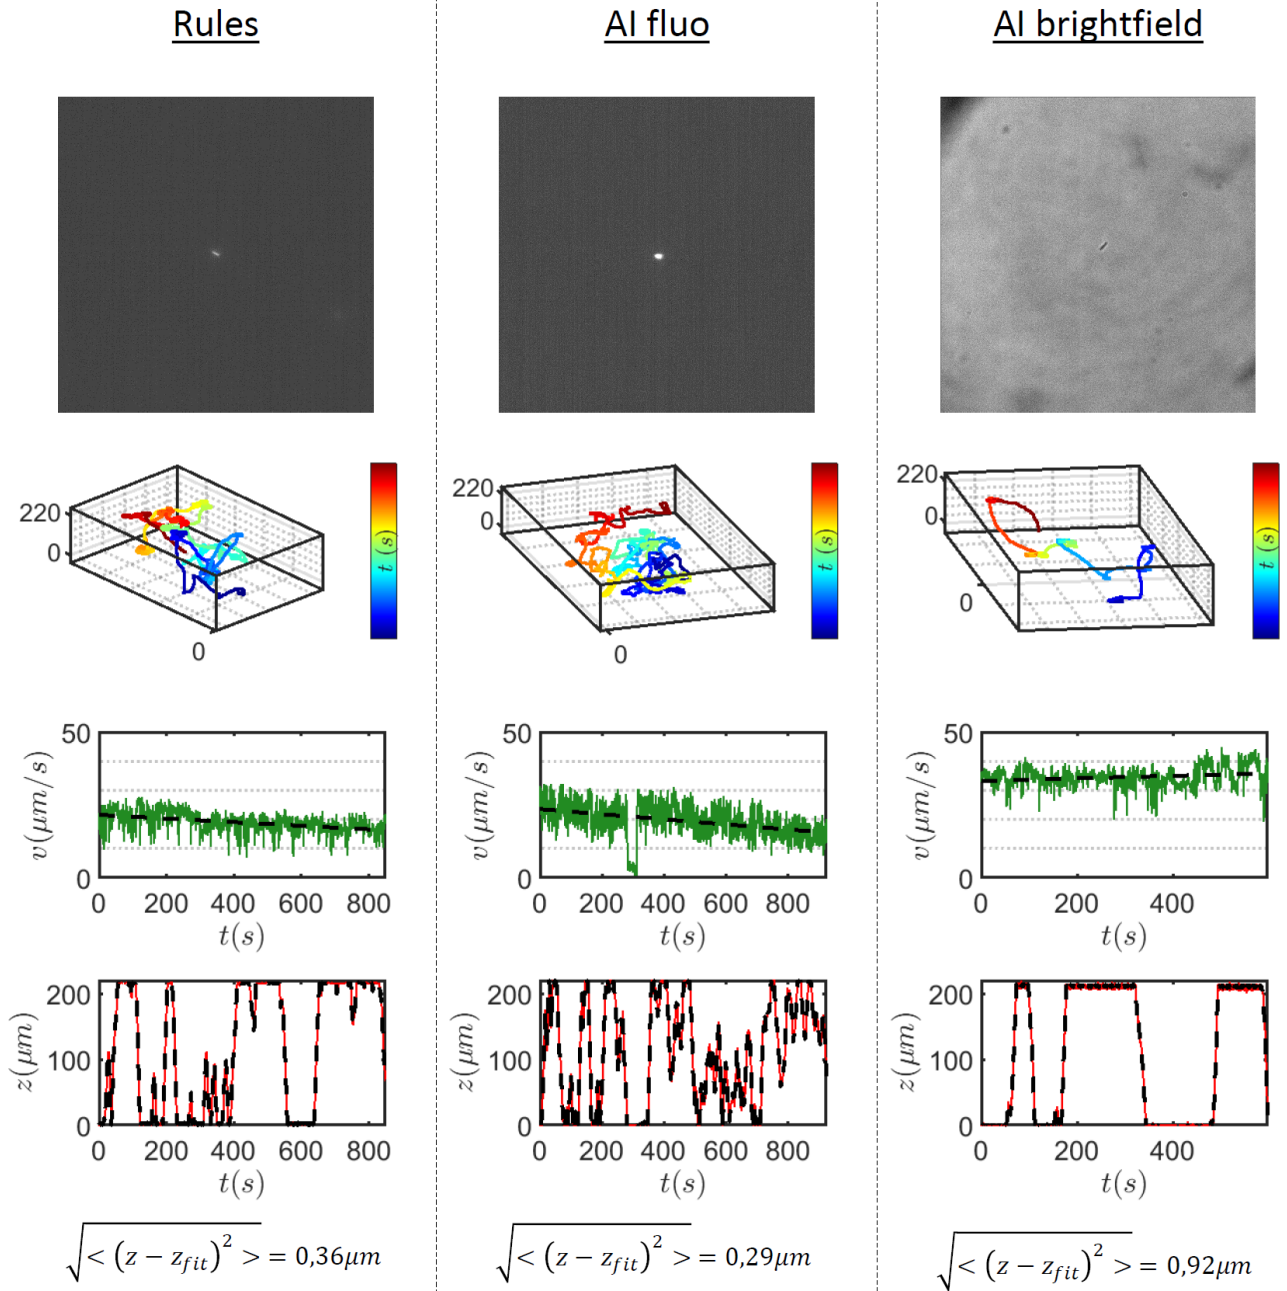 Rules
AI fluo
AI brightfield
220
0
0
t (s)
220
0
0
t (s)
220
0
0
t (s)
50
0
v(μm/s)
0 200 400 600 800
t(s)
50
0
v(μm/s)
0 200 400 600 800
t(s)
50
0
v(μm/s)
0 200 400
t(s)
200
100
0
z(μm)
0 200 400 600 800
t(s)
200
100
0
z(μm)
0 200 400 600 800
t(s)
200
100
0
z(μm)
0 200 400
t(s)
√< (z − z_fit)² > = 0,36μm
√< (z − z_fit)² > = 0,29μm
√< (z − z_fit)² > = 0,92μm